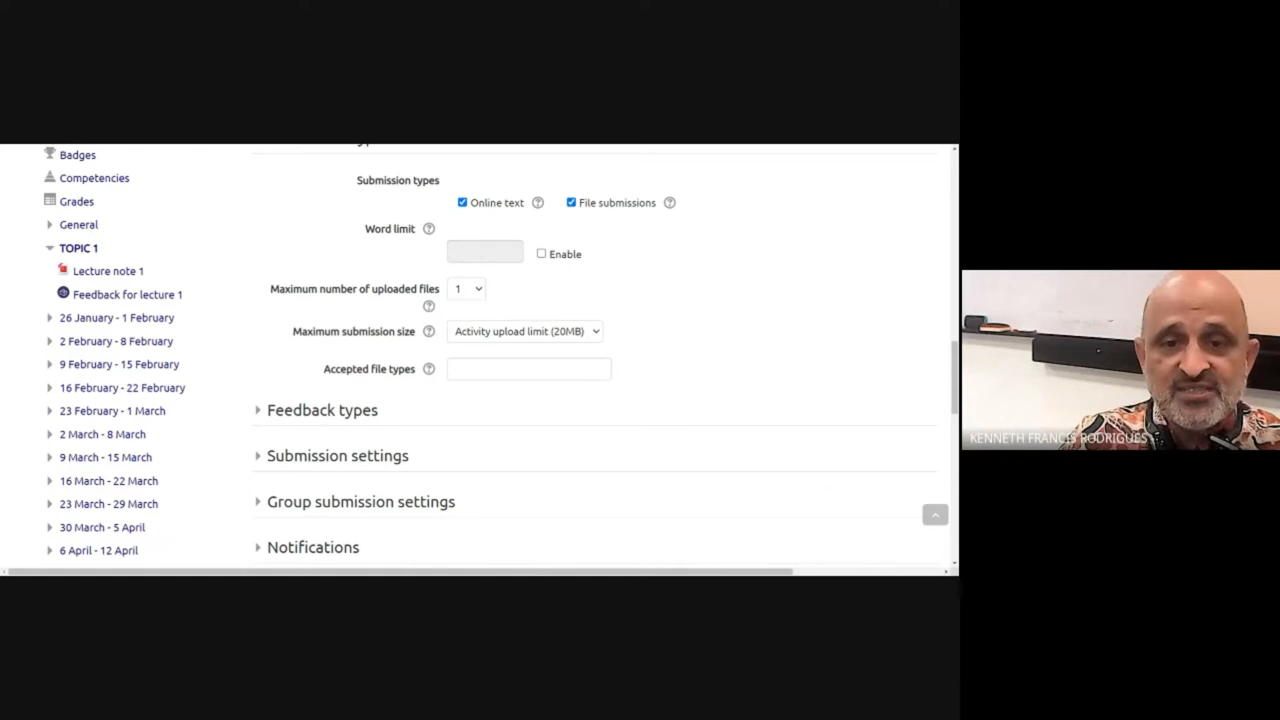 Badges
Competencies
Grades
General
TOPIC 1
Lecture note 1
Feedback for lecture 1
26 January - 1 February
2 February - 8 February
9 February - 15 February
16 February - 22 February
23 February - 1 March
2 March - 8 March
9 March - 15 March
16 March - 22 March
23 March - 29 March
30 March - 5 April
6 April - 12 April
Submission types
Online text
File submissions
Word limit
Enable
Maximum number of uploaded files
1
Maximum submission size
Activity upload limit (20MB)
Accepted file types
Feedback types
Submission settings
Group submission settings
Notifications
KENNETH FRANCIS RODRIGUES